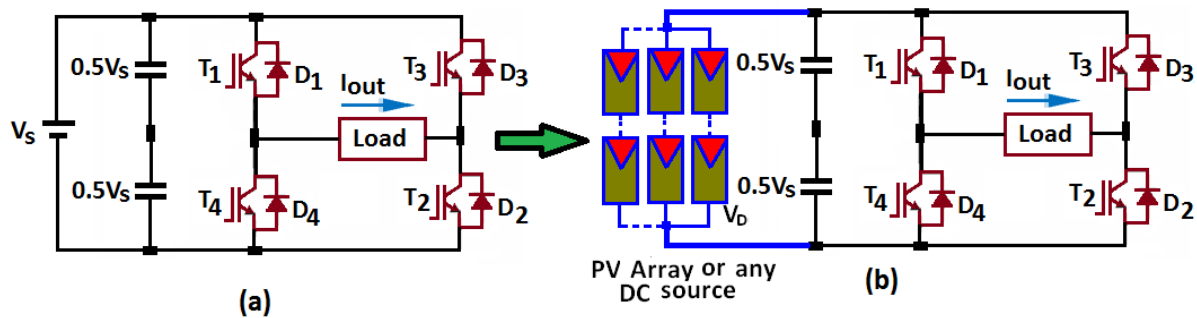 0.5Vs
T1
D1
Iout
T3
D3
Vs
Load
0.5Vs
T4
D4
T2
D2
(a)
0.5Vs
T1
D1
Iout
T3
D3
Load
0.5Vs
VD
T4
D4
T2
D2
PV Array or any
DC source
(b)